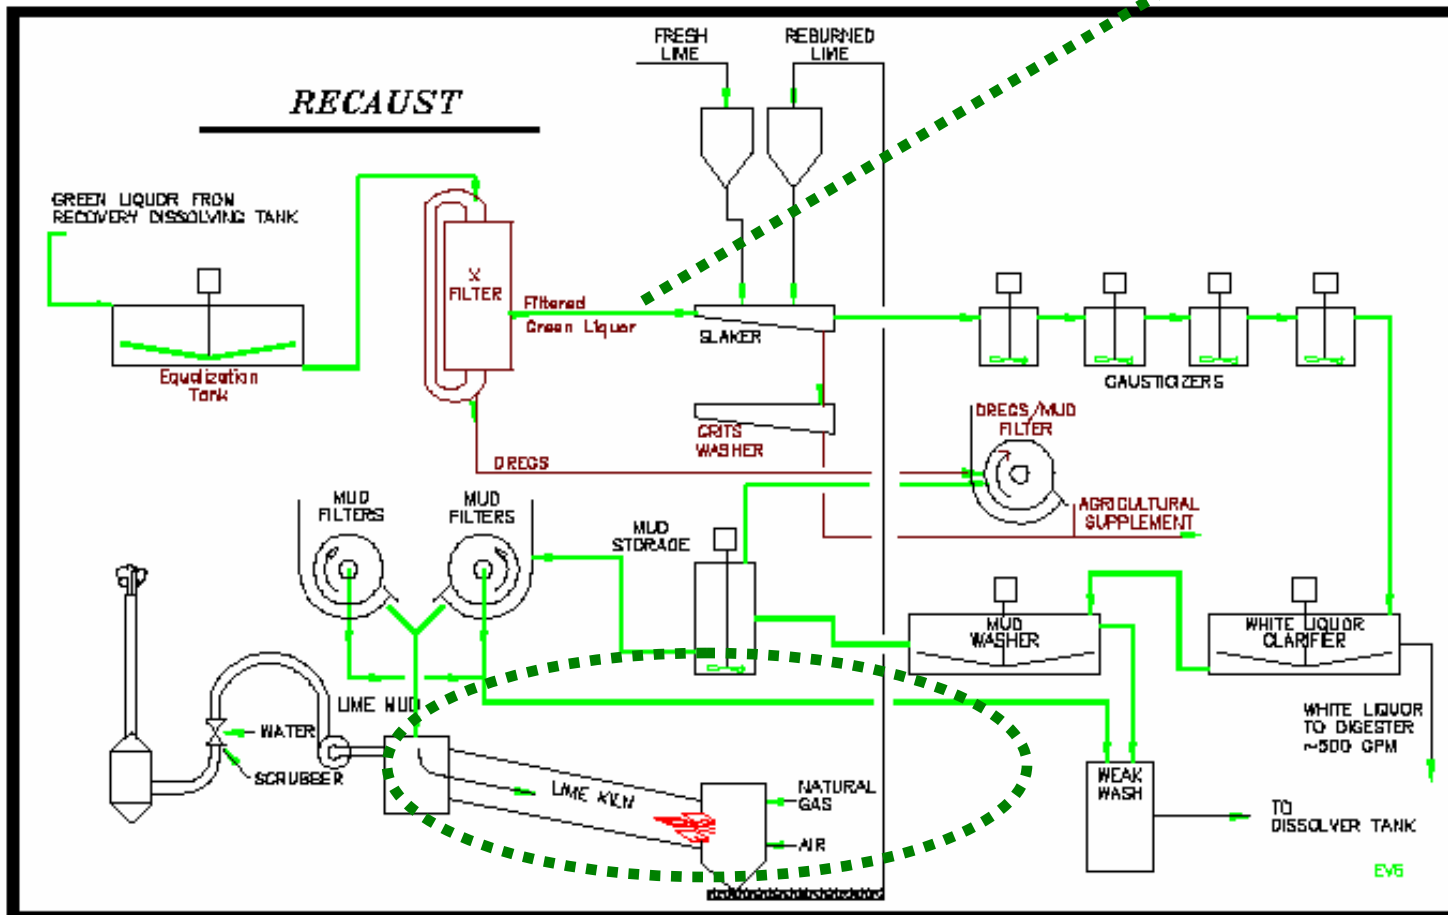 FRESH
LIME
REBURNED
LIME
RECAUST
GREEN LIQUOR FROM
RECOVERY DISSOLVING TANK
X
FILTER
Filtered
Green Liquor
SLAKER
Equalization
Tank
CAUSTICIZERS
GRITS
WASHER
DREGS/MUD
FILTER
DREGS
MUD
FILTERS
MUD
FILTERS
MUD
STORAGE
AGRICULTURAL
SUPPLEMENT
MUD
WASHER
WHITE LIQUOR
CLARIFIER
LIME MUD
WATER
SCRUBBER
LIME KILN
NATURAL
GAS
AIR
WHITE LIQUOR
TO DIGESTER
~500 GPM
WEAK
WASH
TO
DISSOLVER TANK
EV6